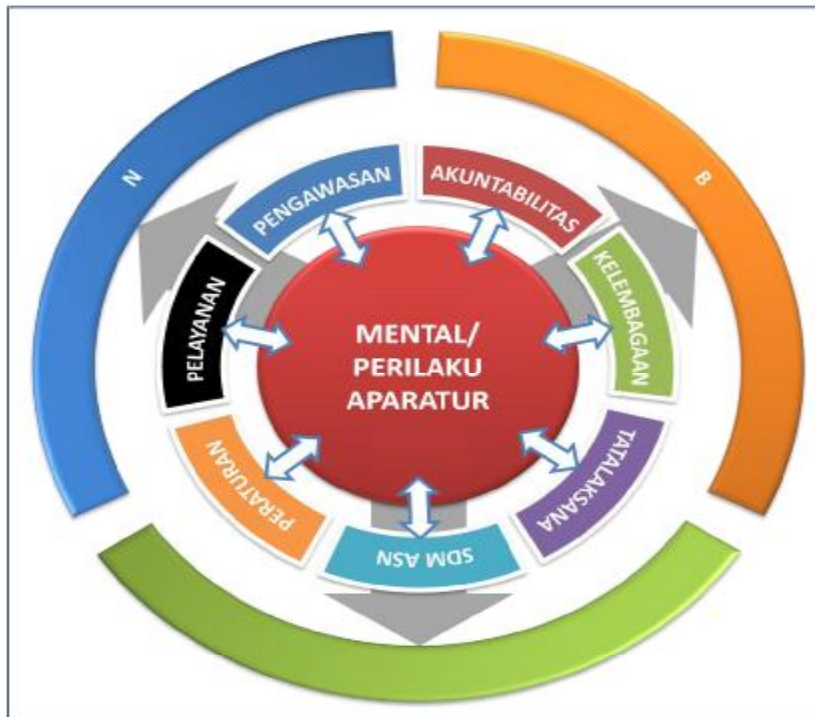 N
B
PENGAWASAN
AKUNTABILITAS
PELAYANAN
KELEMBAGAAN
MENTAL/
PERILAKU
APARATUR
PERATURAN
TATALAKSANA
SDM ASN